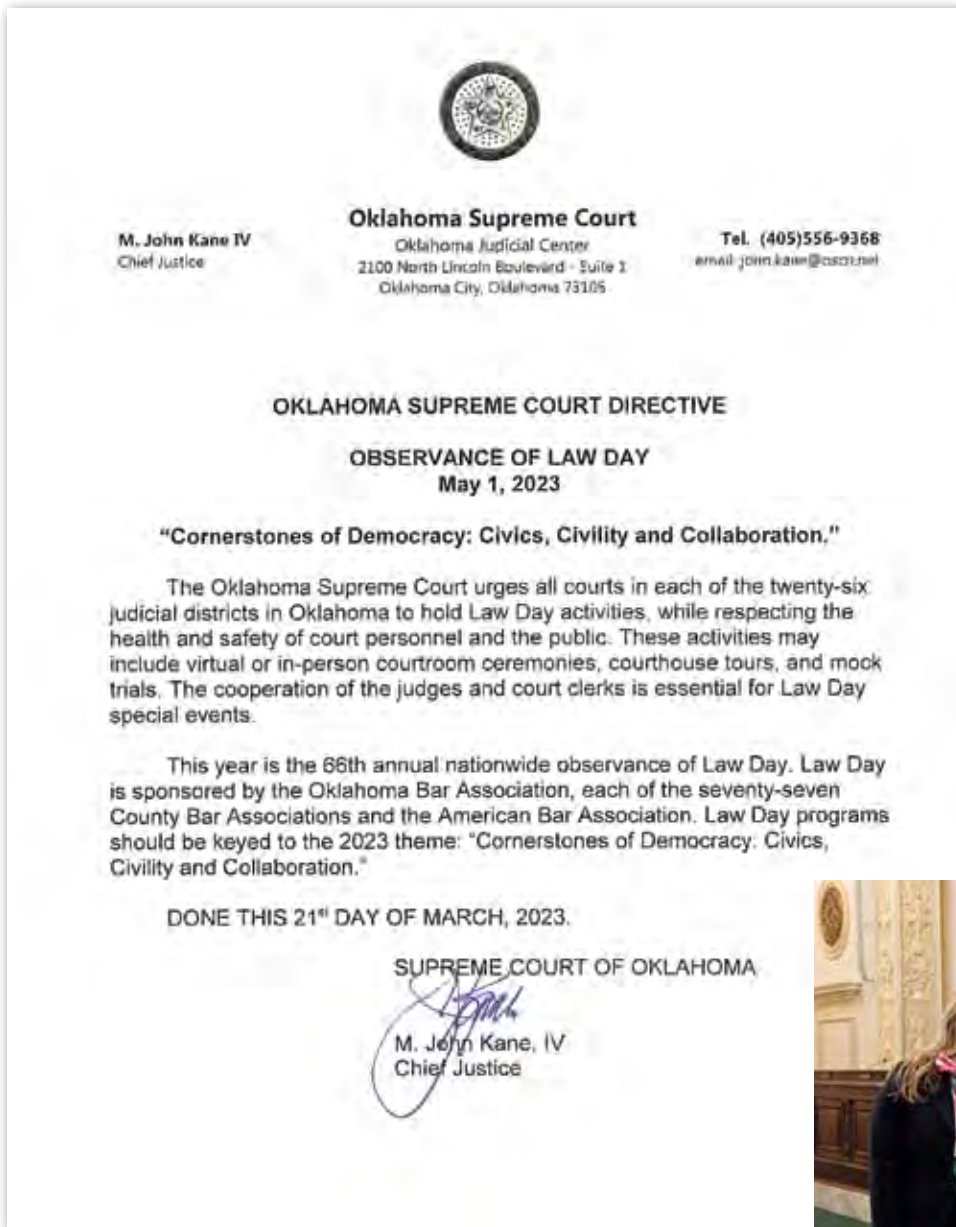 M. John Kane IV
Chief Justice
Oklahoma Supreme Court
Oklahoma Judicial Center
2100 North Lincoln Boulevard - Suite 1
Oklahoma City, Oklahoma 73105
Tel. (405)556-9368
OKLAHOMA SUPREME COURT DIRECTIVE
OBSERVANCE OF LAW DAY
May 1, 2023
“Cornerstones of Democracy: Civics, Civility and Collaboration.”
The Oklahoma Supreme Court urges all courts in each of the twenty-six
judicial districts in Oklahoma to hold Law Day activities, while respecting the
health and safety of court personnel and the public. These activities may
include virtual or in-person courtroom ceremonies, courthouse tours, and mock
trials. The cooperation of the judges and court clerks is essential for Law Day
special events.
This year is the 66th annual nationwide observance of Law Day. Law Day
is sponsored by the Oklahoma Bar Association, each of the seventy-seven
County Bar Associations and the American Bar Association. Law Day programs
should be keyed to the 2023 theme: “Cornerstones of Democracy: Civics,
Civility and Collaboration.”
DONE THIS 21st DAY OF MARCH, 2023.
SUPREME COURT OF OKLAHOMA
M. John Kane, IV
Chief Justice